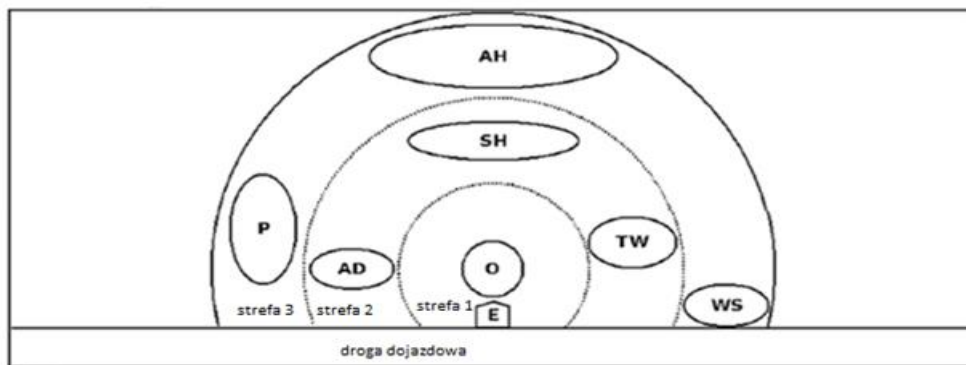 AH
SH
P
TW
AD
O
strefa 3
strefa 2
strefa 1
E
WS
droga dojazdowa